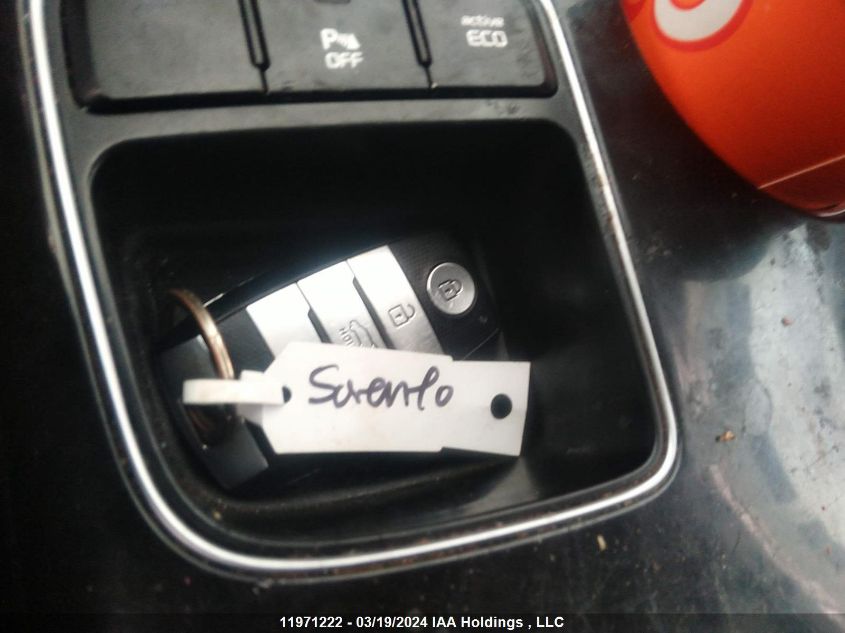 P OFF
active
ECO
Sorento
11971222 - 03/19/2024 IAA Holdings , LLC